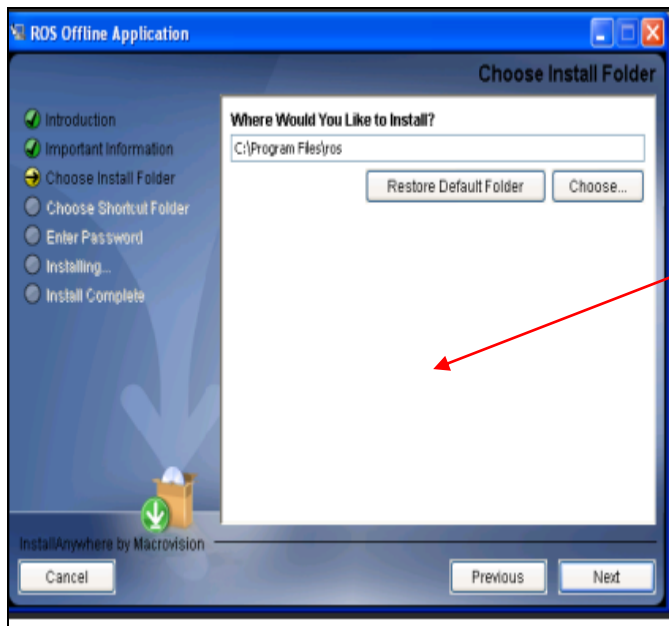 ROS Offline Application
Choose Install Folder
Introduction
Important Information
Choose Install Folder
Choose Shortcut Folder
Enter Password
Installing...
Install Complete
Where Would You Like to Install?
C:\Program Files\ros
Restore Default Folder
Choose...
InstallAnywhere by Macrovision
Cancel
Previous
Next